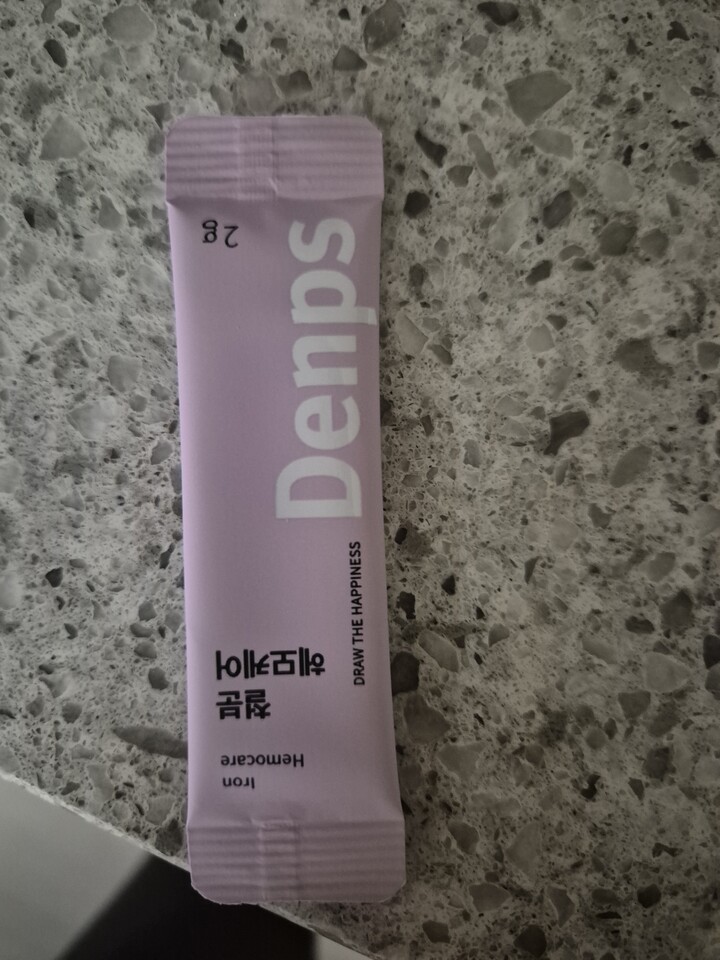 Iron
Hemocare
철분
헤모케어
DRAW THE HAPPINESS
Denps
2g